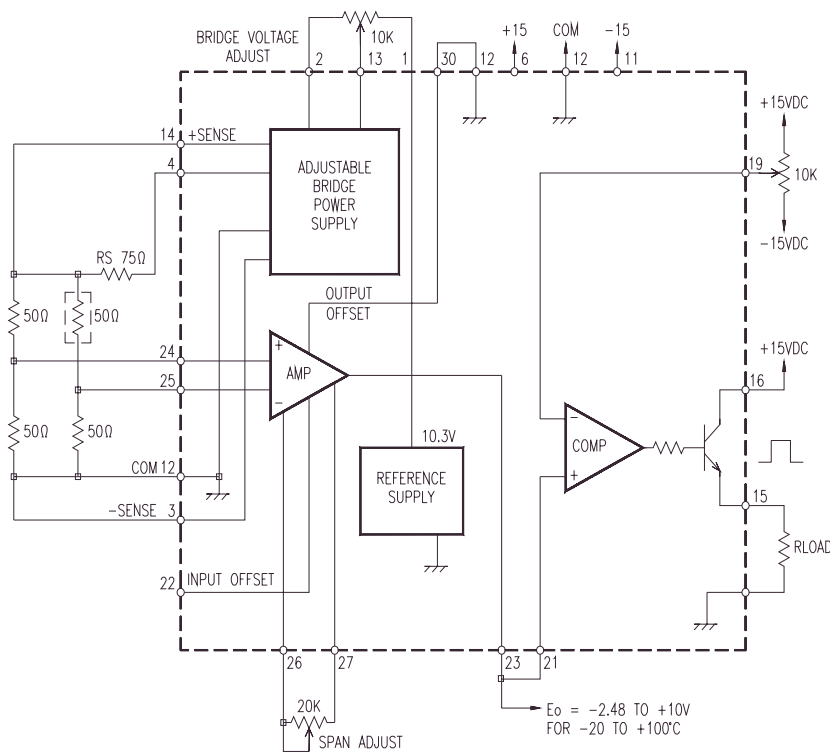 BRIDGE VOLTAGE
ADJUST
2
10K
13
1
30
12
+15
6
COM
12
-15
11
14
+SENSE
4
ADJUSTABLE
BRIDGE
POWER
SUPPLY
+15VDC
19
10K
-15VDC
RS 75Ω
50Ω
50Ω
OUTPUT
OFFSET
24
+
AMP
25
-
50Ω
50Ω
COM 12
-SENSE 3
10.3V
REFERENCE
SUPPLY
+15VDC
16
-
COMP
+
15
RLOAD
22
INPUT OFFSET
26
27
23
21
20K
SPAN ADJUST
Eo = -2.48 TO +10V
FOR -20 TO +100°C